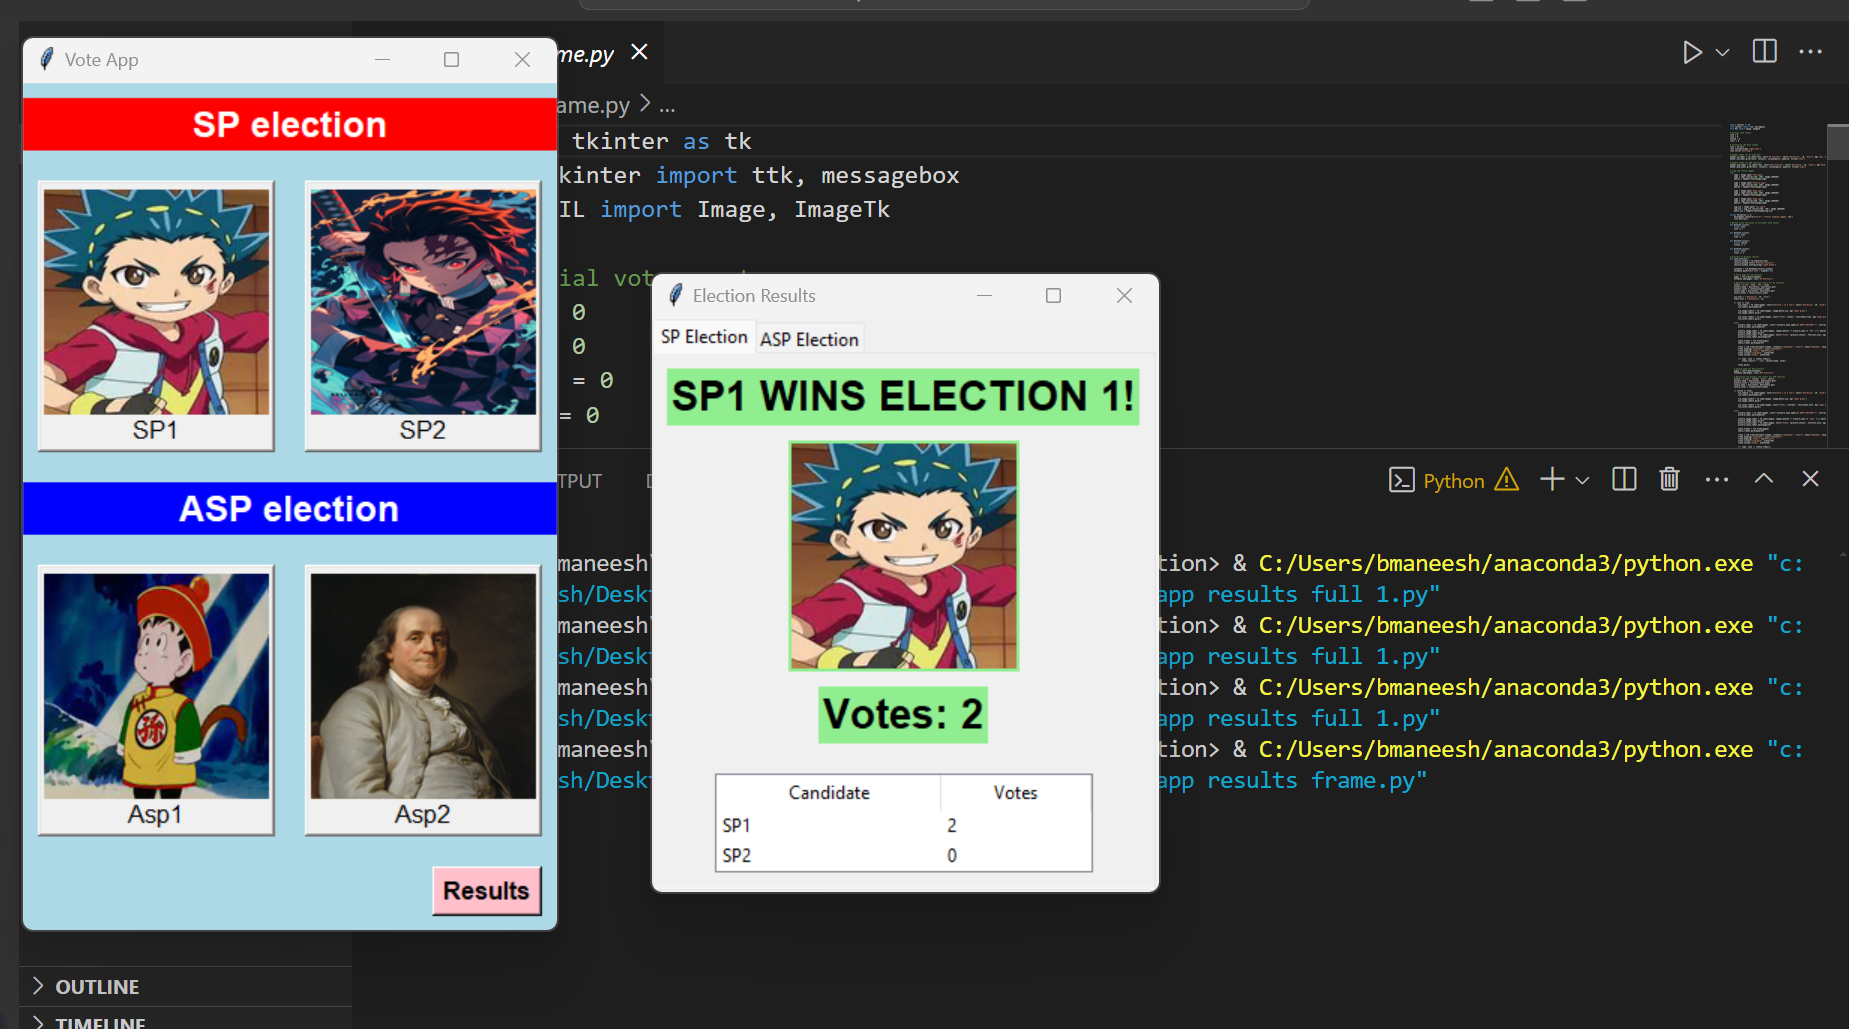 Vote App
SP election
SP1
SP2
ASP election
Asp1
Asp2
Results
me.py
ame.py > ...
tkinter as tk
kinter import ttk, messagebox
IL import Image, ImageTk
ial vot
0
0
= 0
= 0
Election Results
SP Election
ASP Election
SP1 WINS ELECTION 1!
Votes: 2
Candidate Votes
SP1 2
SP2 0
TPUT
Python
maneesh tion> & C:/Users/bmaneesh/anaconda3/python.exe "c:
sh/Desk app results full 1.py"
maneesh tion> & C:/Users/bmaneesh/anaconda3/python.exe "c:
sh/Desk app results full 1.py"
maneesh tion> & C:/Users/bmaneesh/anaconda3/python.exe "c:
sh/Desk app results full 1.py"
maneesh tion> & C:/Users/bmaneesh/anaconda3/python.exe "c:
sh/Desk app results frame.py"
OUTLINE
TIMELINE